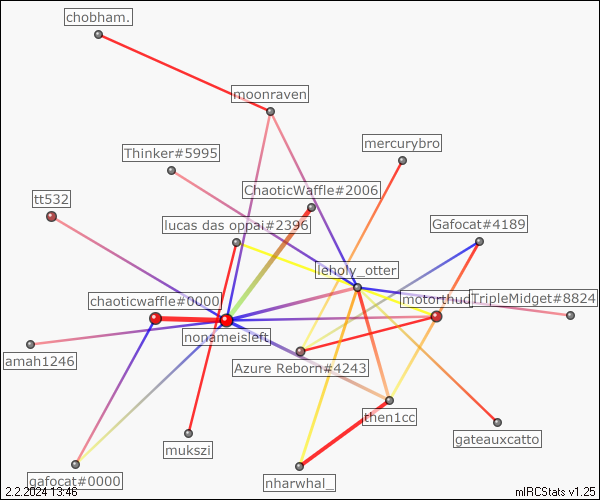 chobham.
moonraven
mercurybro
Thinker#5995
ChaoticWaffle#2006
tt532
lucas das oppai#2396
Gafocat#4189
leholy_otter
chaoticwaffle#0000
motorthud
TripleMidget#8824
nonameisleft
amah1246
Azure Reborn#4243
then1cc
gateauxcatto
mukszi
gafocat#0000
nharwhal_
2.2.2024 13:46
mIRCStats v1.25